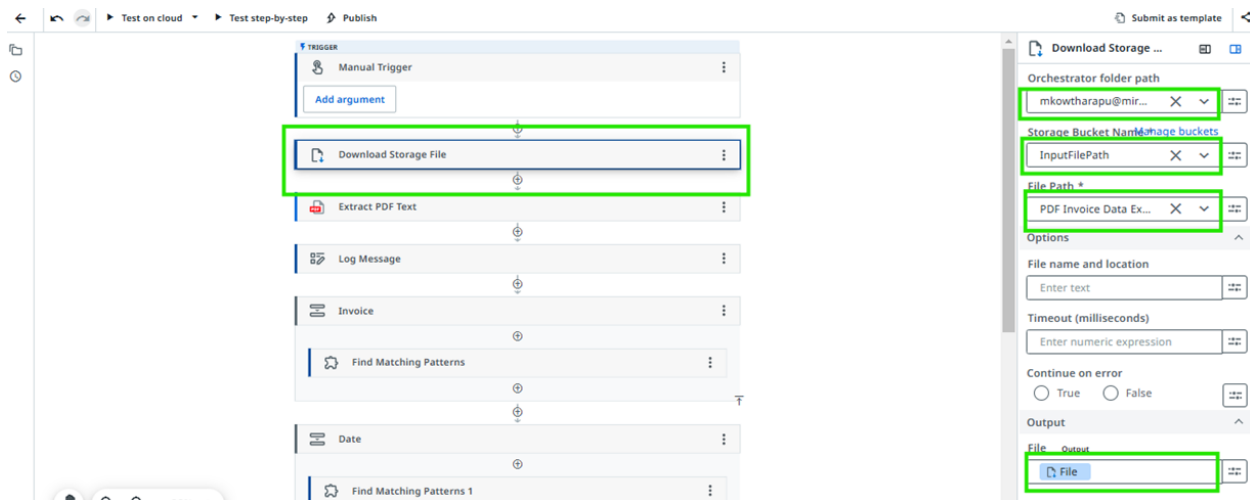 Test on cloud Test step-by-step Publish Submit as template
TRIGGER
Manual Trigger
Add argument
Download Storage File
Extract PDF Text
PDF
Log Message
Invoice
Find Matching Patterns
Date
Find Matching Patterns 1
Download Storage ...
Orchestrator folder path
mkowtharapu@mir...
Storage Bucket Name* Manage buckets
InputFilePath
File Path *
PDF Invoice Data Ex...
Options
File name and location
Enter text
Timeout (milliseconds)
Enter numeric expression
Continue on error
True False
Output
File Output
File